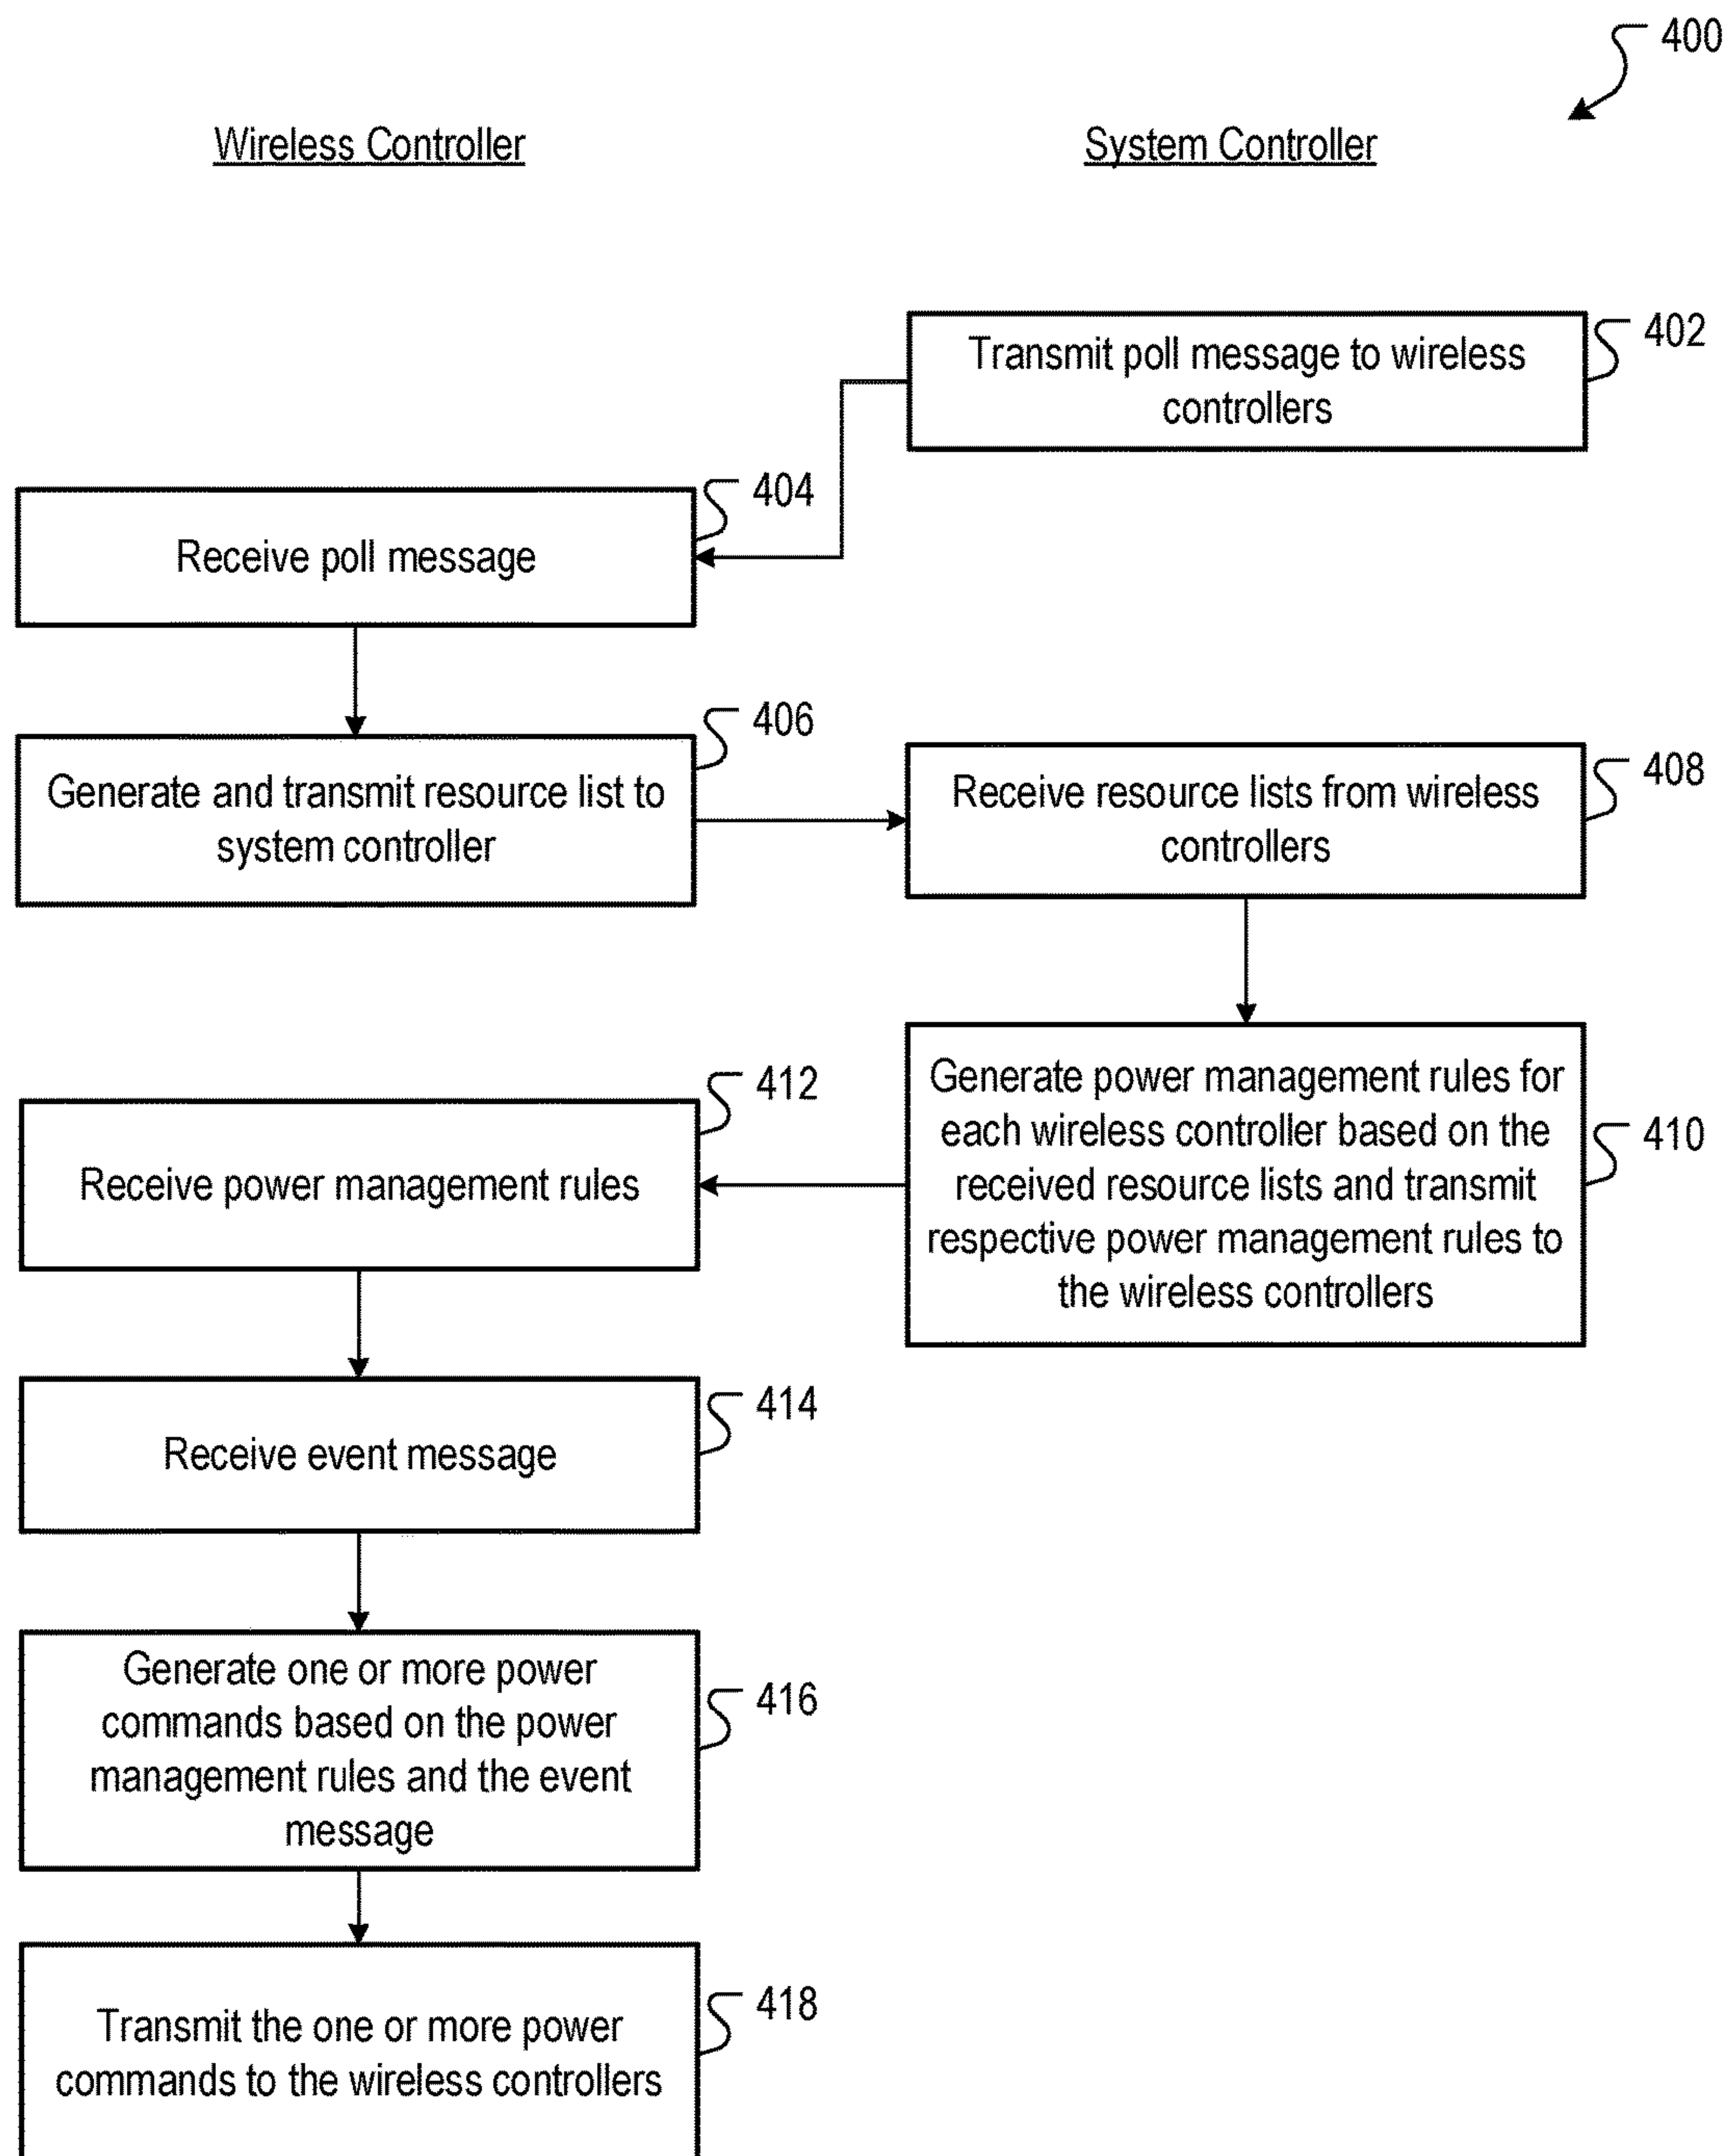 400
Wireless Controller
System Controller
402
Transmit poll message to wireless
controllers
404
Receive poll message
406
Generate and transmit resource list to
system controller
408
Receive resource lists from wireless
controllers
410
Generate power management rules for
each wireless controller based on the
received resource lists and transmit
respective power management rules to
the wireless controllers
412
Receive power management rules
414
Receive event message
416
Generate one or more power
commands based on the power
management rules and the event
message
418
Transmit the one or more power
commands to the wireless controllers